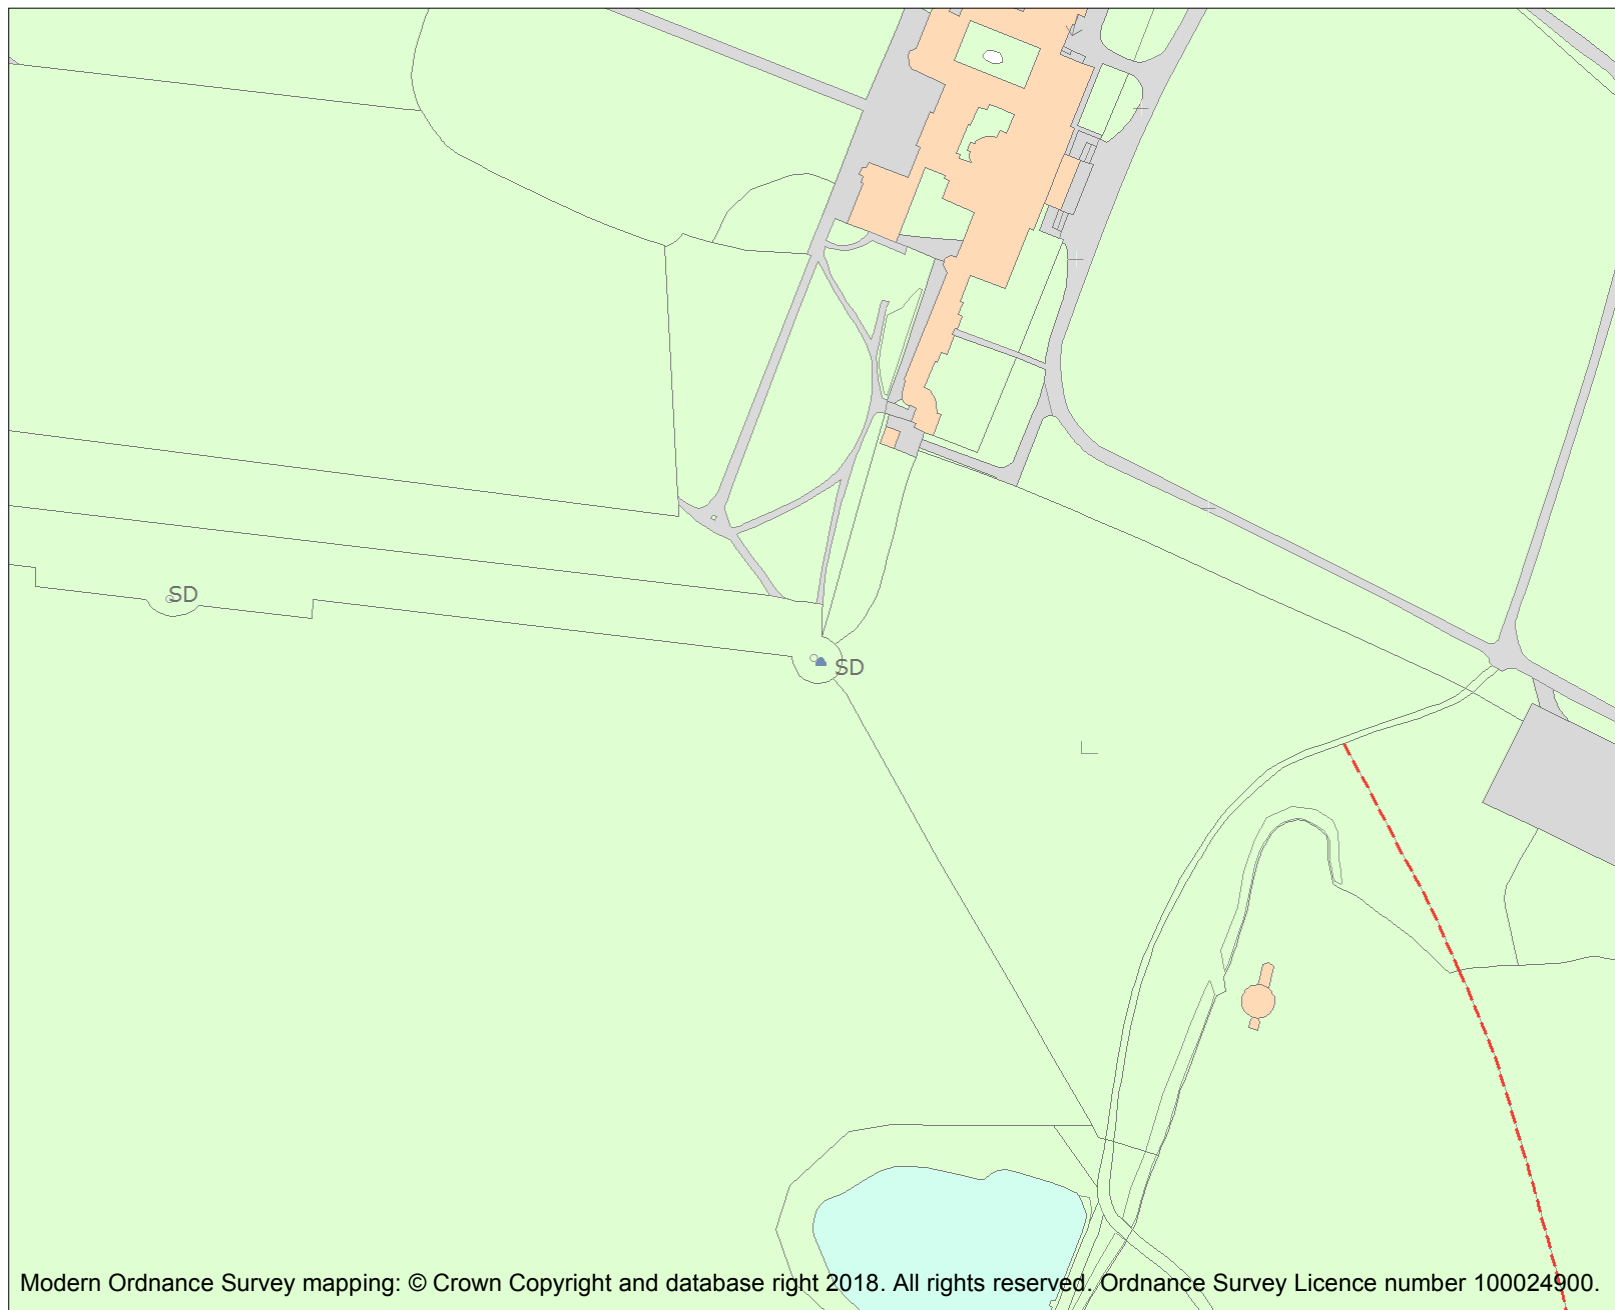 SD
SD
Modern Ordnance Survey mapping: © Crown Copyright and database right 2018. All rights reserved. Ordnance Survey Licence number 100024900.